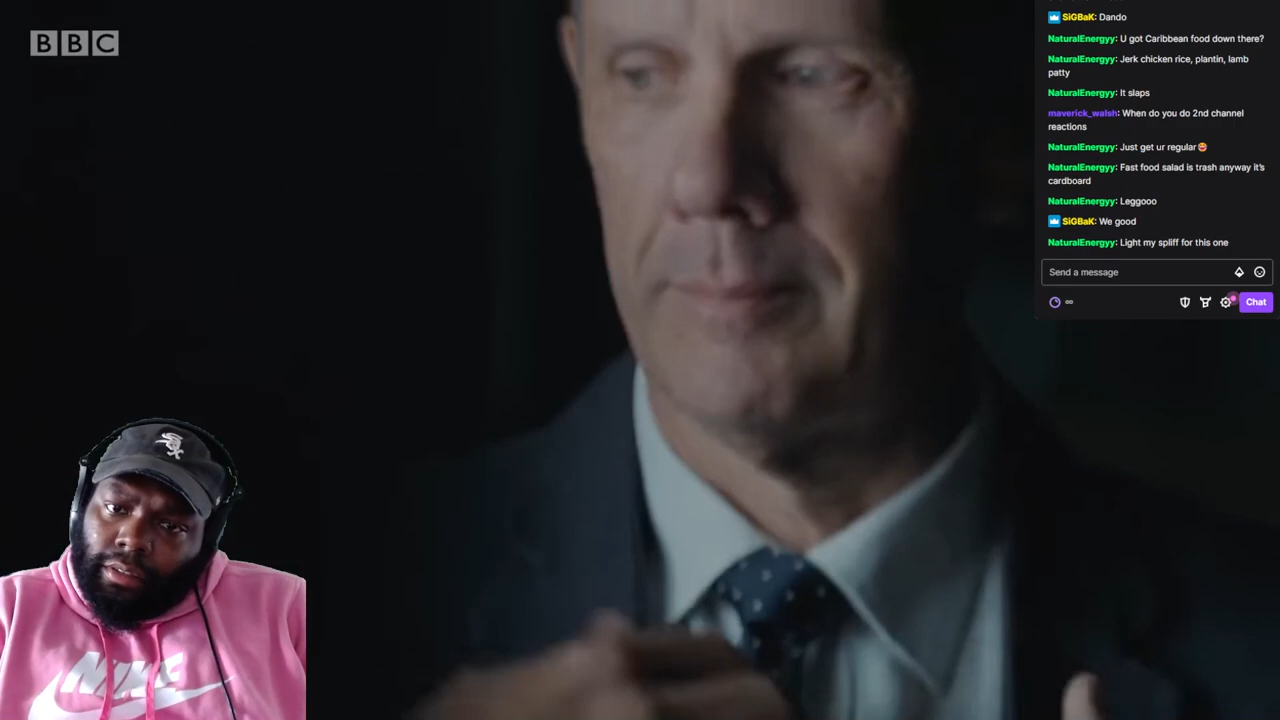 BBC
SiGBaK: Dando
NaturalEnergyy: U got Caribbean food down there?
NaturalEnergyy: Jerk chicken rice, plantin, lamb
patty
NaturalEnergyy: It slaps
maverick_walsh: When do you do 2nd channel
reactions
NaturalEnergyy: Just get ur regular🤩
NaturalEnergyy: Fast food salad is trash anyway it's
cardboard
NaturalEnergyy: Leggooo
SiGBaK: We good
NaturalEnergyy: Light my spliff for this one
Send a message
Chat
Sox
NIKE